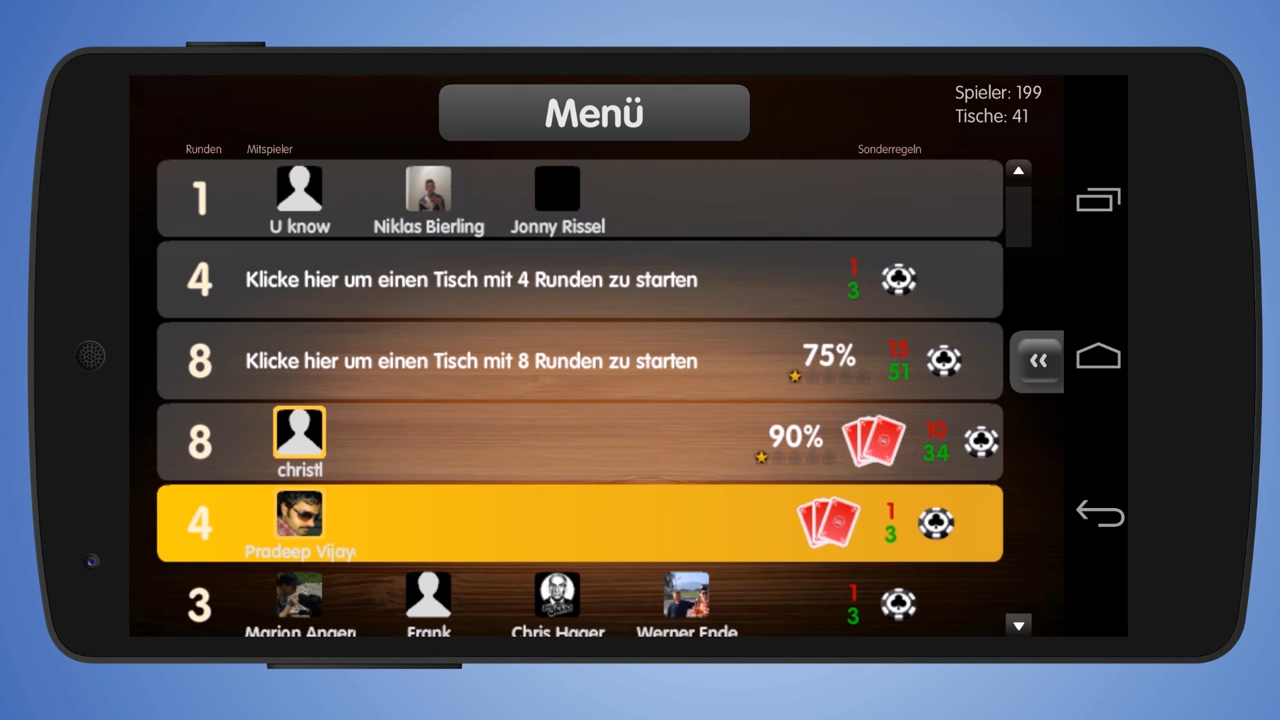 Menü
Spieler: 199
Tische: 41
Runden Mitspieler Sonderregeln
1
U know Niklas Bierling Jonny Rissel
4 Klicke hier um einen Tisch mit 4 Runden zu starten 1
3
8 Klicke hier um einen Tisch mit 8 Runden zu starten 75% 15
51
8 90% 10
34
christl
4 1
3
Pradeep Vijay
3 1
3
Marion Anger Frank Chris Hager Werner Ende
«